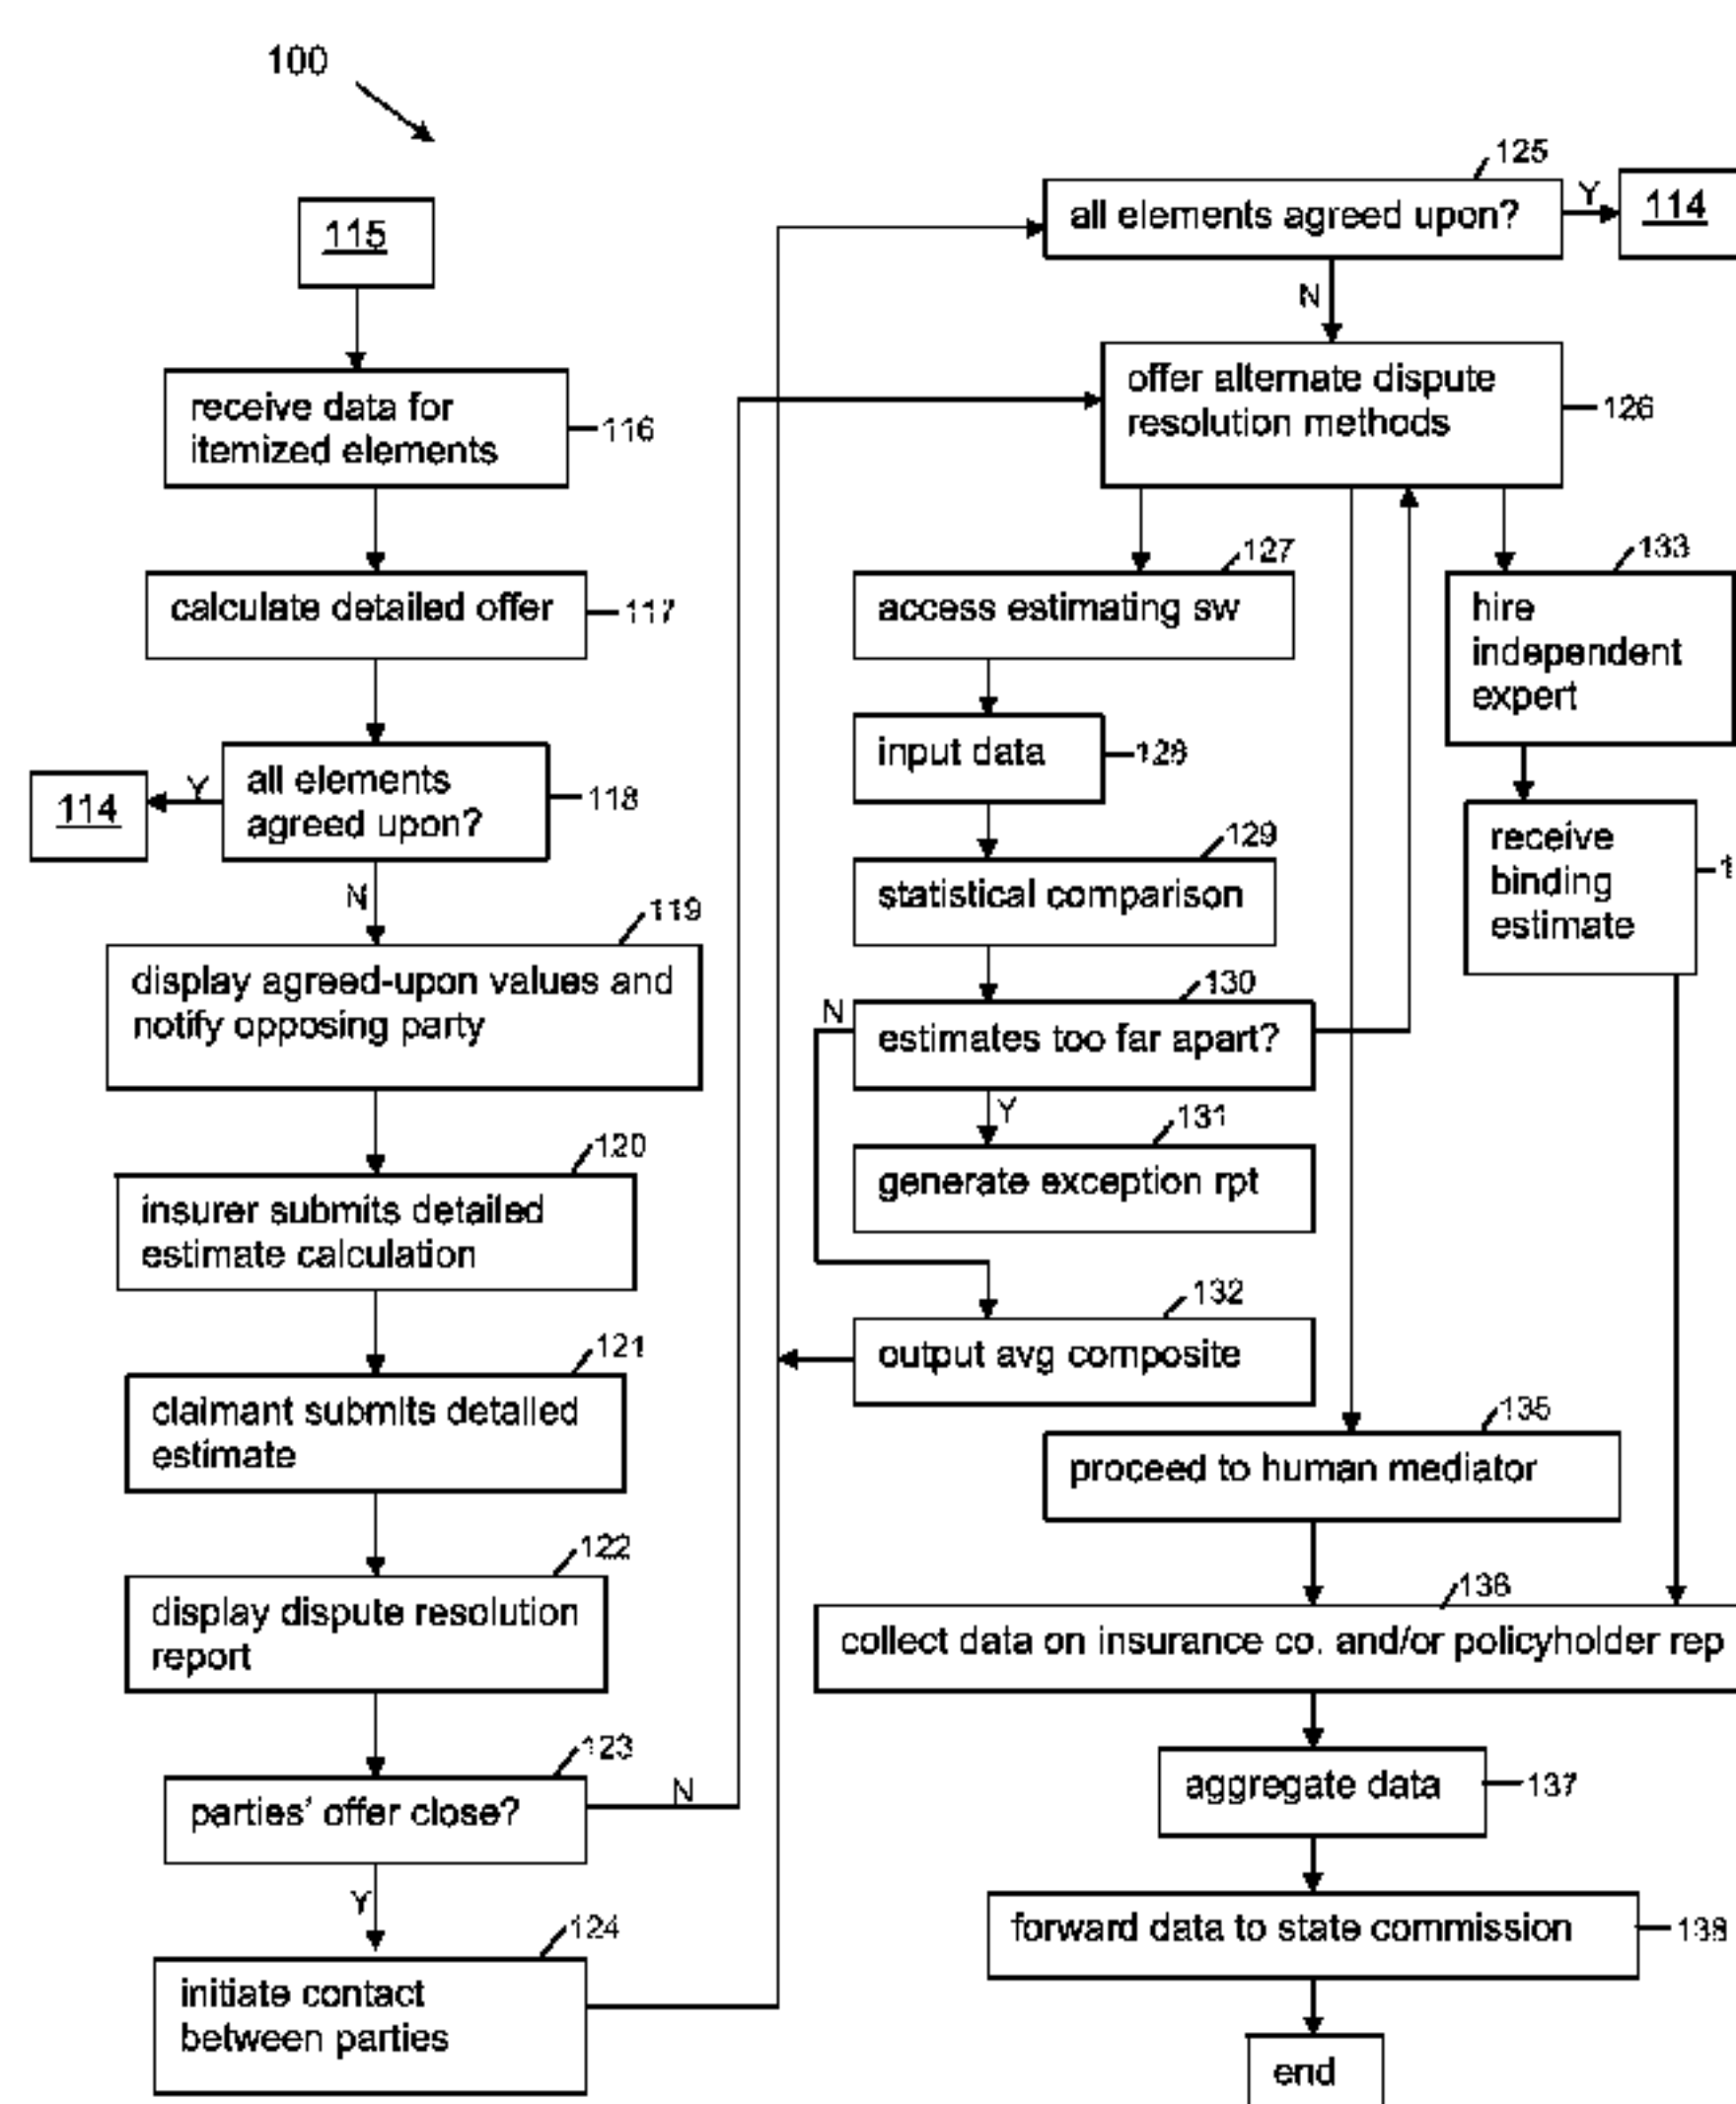 100
115
receive data for
itemized elements
116
calculate detailed offer
117
all elements
agreed upon?
118
Y
114
N
119
display agreed-upon values and
notify opposing party
120
insurer submits detailed
estimate calculation
121
claimant submits detailed
estimate
122
display dispute resolution
report
123
parties' offer close?
N
Y
124
initiate contact
between parties
125
all elements agreed upon?
Y
114
N
offer alternate dispute
resolution methods
126
127
access estimating sw
133
hire
independent
expert
input data
128
129
statistical comparison
receive
binding
estimate
1
130
N
estimates too far apart?
Y
131
generate exception rpt
132
output avg composite
135
proceed to human mediator
136
collect data on insurance co. and/or policyholder rep
aggregate data
137
forward data to state commission
138
end